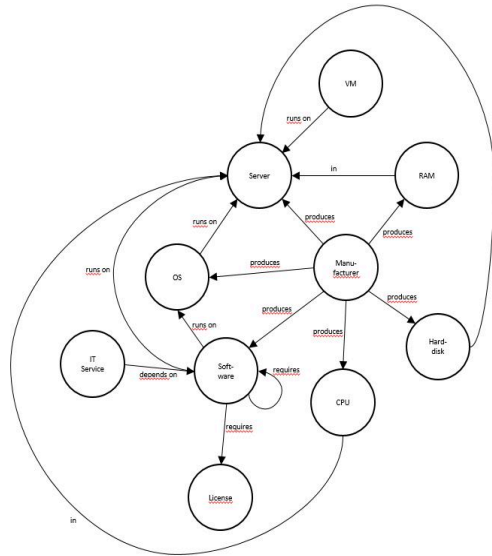 VM
runs on
Server
in
RAM
produces
produces
runs on
OS
produces
Manu-
facturer
runs on
produces
produces
produces
runs on
Hard-
disk
IT
Service
depends on
Soft-
ware
requires
CPU
requires
License
in